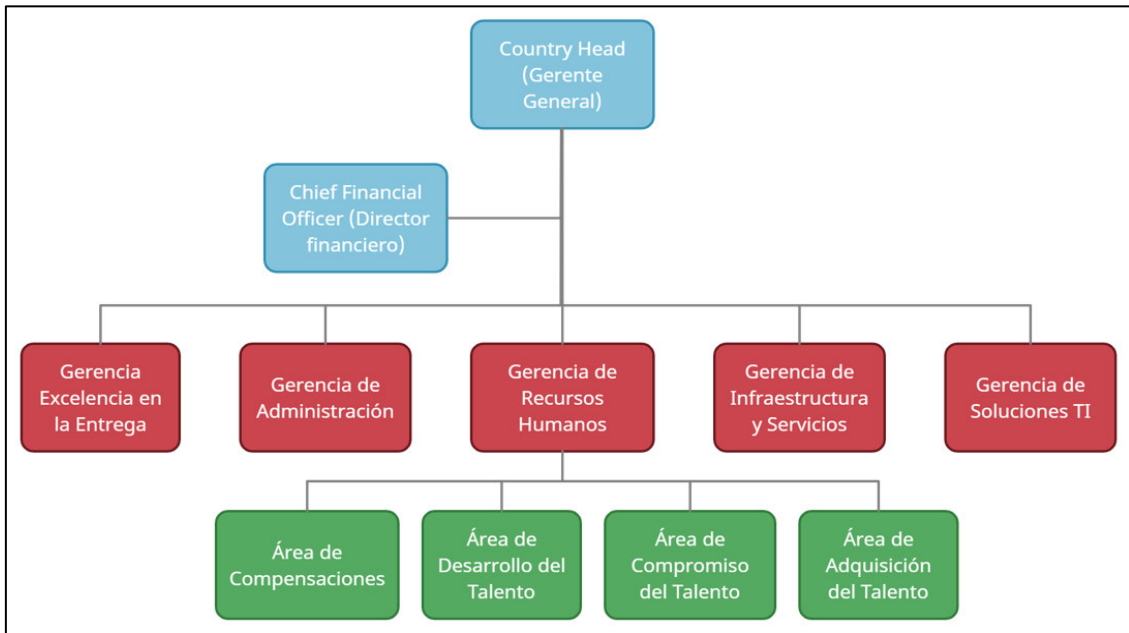 Country Head
(Gerente
General)
Chief Financial
Officer (Director
financiero)
Gerencia
Excelencia en
la Entrega
Gerencia de
Administración
Gerencia de
Recursos
Humanos
Gerencia de
Infraestructura
y Servicios
Gerencia de
Soluciones TI
Área de
Compensaciones
Área de
Desarrollo del
Talento
Área de
Compromiso
del Talento
Área de
Adquisición
del Talento